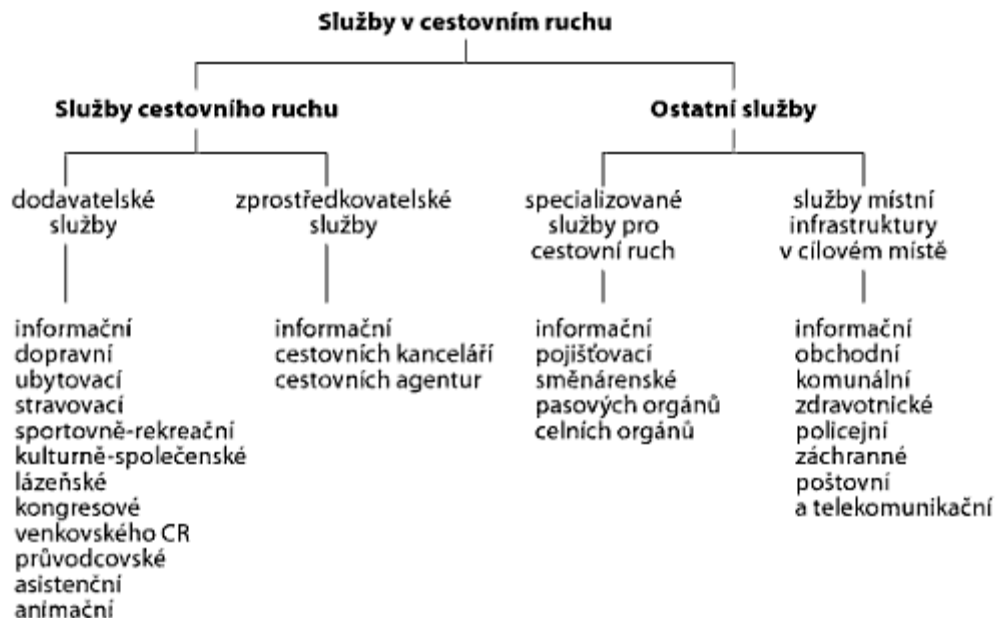 Služby v cestovním ruchu
Služby cestovního ruchu
Ostatní služby
dodavatelské
služby
zprostředkovatelské
služby
specializované
služby pro
cestovní ruch
služby místní
infrastruktury
v cílovém místě
informační
dopravní
ubytovací
stravovací
sportovně-rekreační
kulturně-společenské
lázeňské
kongresové
venkovského CR
průvodcovské
asistenční
animační
informační
cestovních kanceláří
cestovních agentur
informační
pojišťovací
směnárenské
pasových orgánů
celních orgánů
informační
obchodní
komunální
zdravotnické
policejní
záchranné
poštovní
a telekomunikační